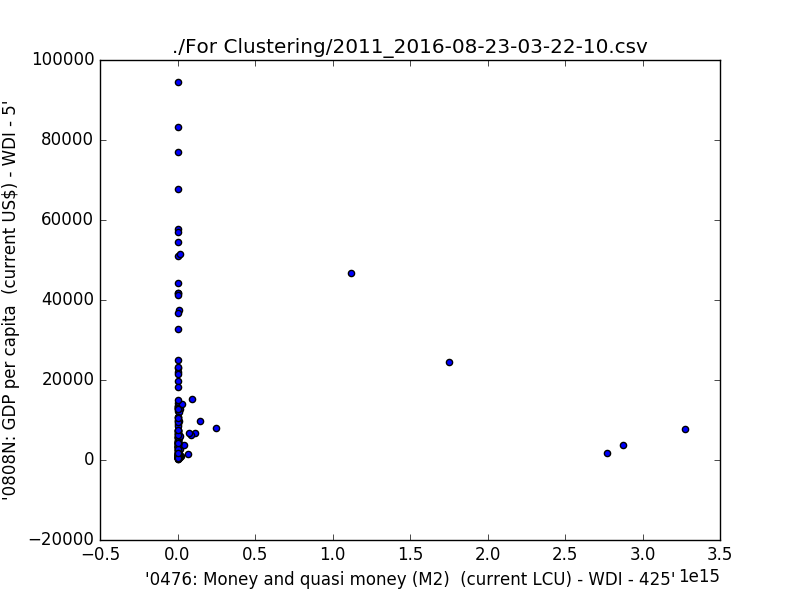 ./For Clustering/2011_2016-08-23-03-22-10.csv
100000
80000
60000
40000
20000
0
−20000
'0808N: GDP per capita  (current US$) - WDI - 5'
−0.5 0.0 0.5 1.0 1.5 2.0 2.5 3.0 3.5
1e15
'0476: Money and quasi money (M2)  (current LCU) - WDI - 425'